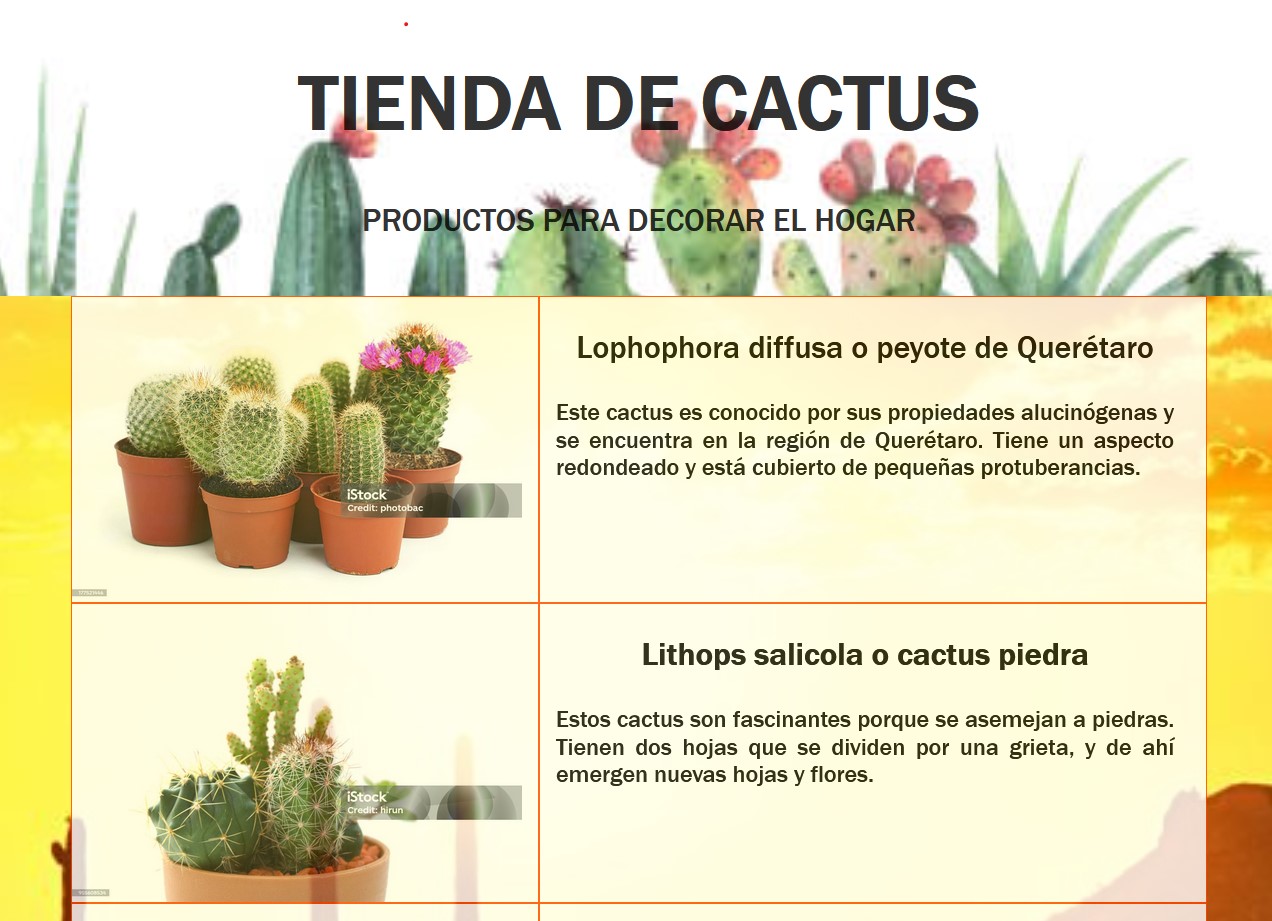 TIENDA DE CACTUS
PRODUCTOS PARA DECORAR EL HOGAR
Lophophora diffusa o peyote de Querétaro
Este cactus es conocido por sus propiedades alucinógenas y
se encuentra en la región de Querétaro. Tiene un aspecto
redondeado y está cubierto de pequeñas protuberancias.
iStock
Credit: photobac
Lithops salicola o cactus piedra
Estos cactus son fascinantes porque se asemejan a piedras.
Tienen dos hojas que se dividen por una grieta, y de ahí
emergen nuevas hojas y flores.
iStock
Credit: hirun